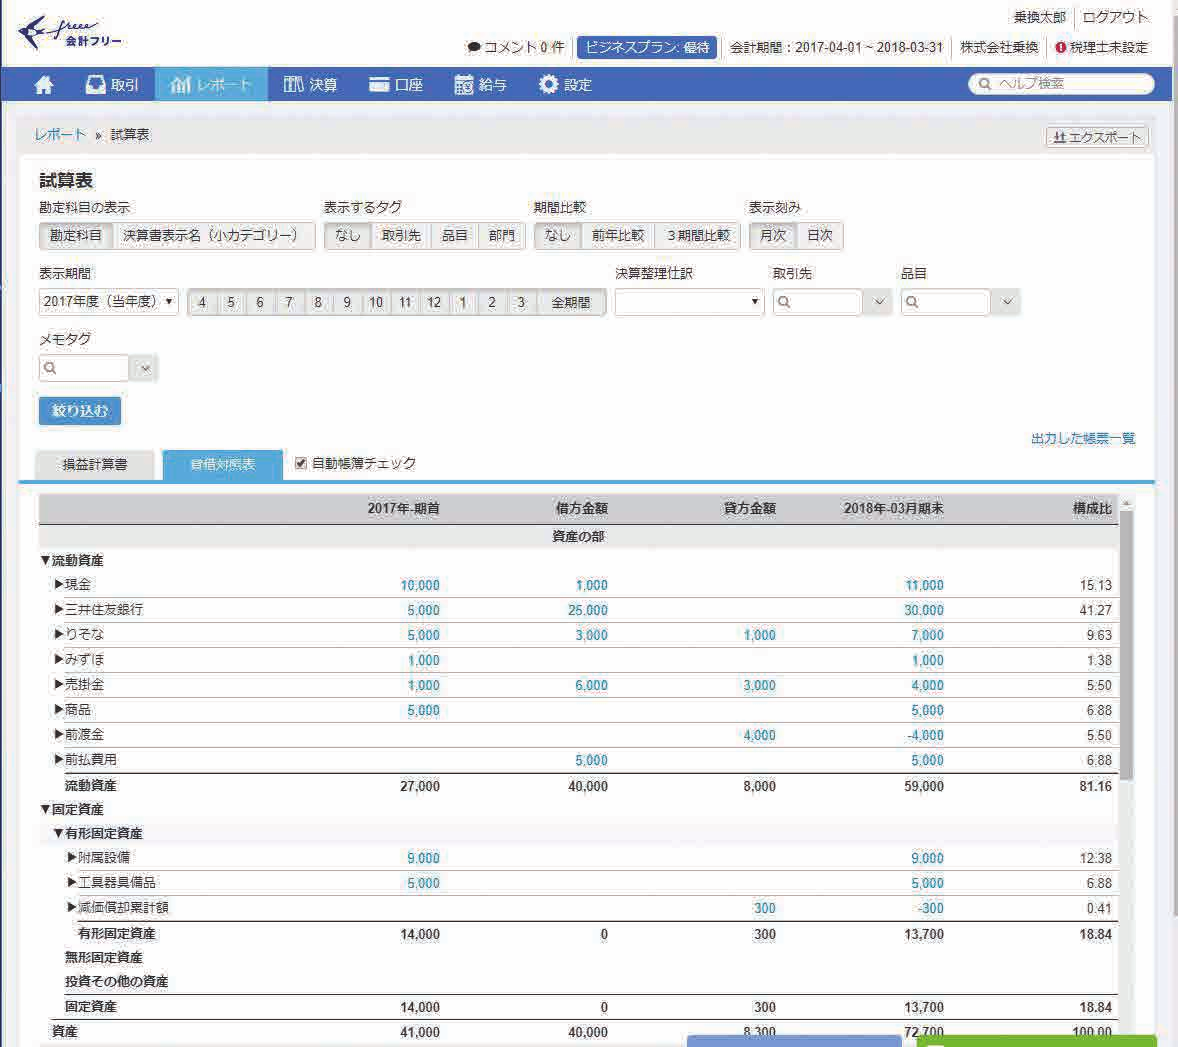 乗換太郎 ログアウト
freee
会計フリー
コメント 0 件 ビジネスプラン: 優待 会計期間：2017-04-01 ~ 2018-03-31 株式会社乗換 税理士未設定
取引 レポート 決算 口座 給与 設定 ヘルプ検索
レポート » 試算表 エクスポート
試算表
勘定科目の表示 表示するタグ 期間比較 表示刻み
勘定科目 決算書表示名（小カテゴリー） なし 取引先 品目 部門 なし 前年比較 3期間比較 月次 日次
表示期間 決算整理仕訳 取引先 品目
2017年度（当年度）▼ 4 5 6 7 8 9 10 11 12 1 2 3 全期間
メモタグ
絞り込む
出力した帳票一覧
損益計算書 貸借対照表 自動帳簿チェック
2017年-期首 借方金額 貸方金額 2018年-03月期末 構成比
資産の部
▼流動資産
▶現金 10,000 1,000 11,000 15.13
▶三井住友銀行 5,000 25,000 30,000 41.27
▶りそな 5,000 3,000 1,000 7,000 9.63
▶みずほ 1,000 1,000 1.38
▶売掛金 1,000 6,000 3,000 4,000 5.50
▶商品 5,000 5,000 6.88
▶前渡金 4,000 -4,000 5.50
▶前払費用 5,000 5,000 6.88
流動資産 27,000 40,000 8,000 59,000 81.16
▼固定資産
▼有形固定資産
▶附属設備 9,000 9,000 12.38
▶工具器具備品 5,000 5,000 6.88
▶減価償却累計額 300 -300 0.41
有形固定資産 14,000 0 300 13,700 18.84
無形固定資産
投資その他の資産
固定資産 14,000 0 300 13,700 18.84
資産 41,000 40,000 8,300 72,700 100.00